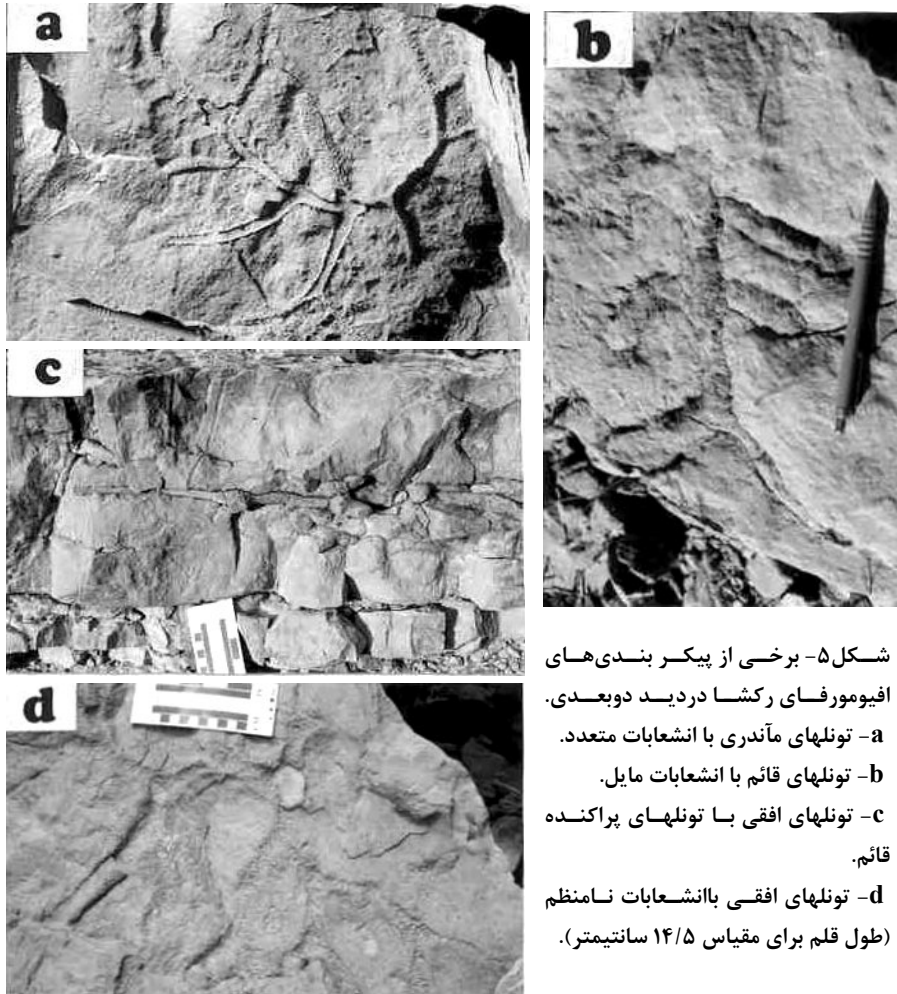 a
b
c
d
شکل۵- برخی از پیکر بندی‌های
افیومورفای رکشا دردید دوبعدی.
a- تونلهای مآندری با انشعابات متعدد.
b- تونلهای قائم با انشعابات مایل.
c- تونلهای افقی با تونلهای پراکنده
قائم.
d- تونلهای افقی باانشعابات نامنظم
(طول قلم برای مقیاس ۱۴/۵ سانتیمتر).